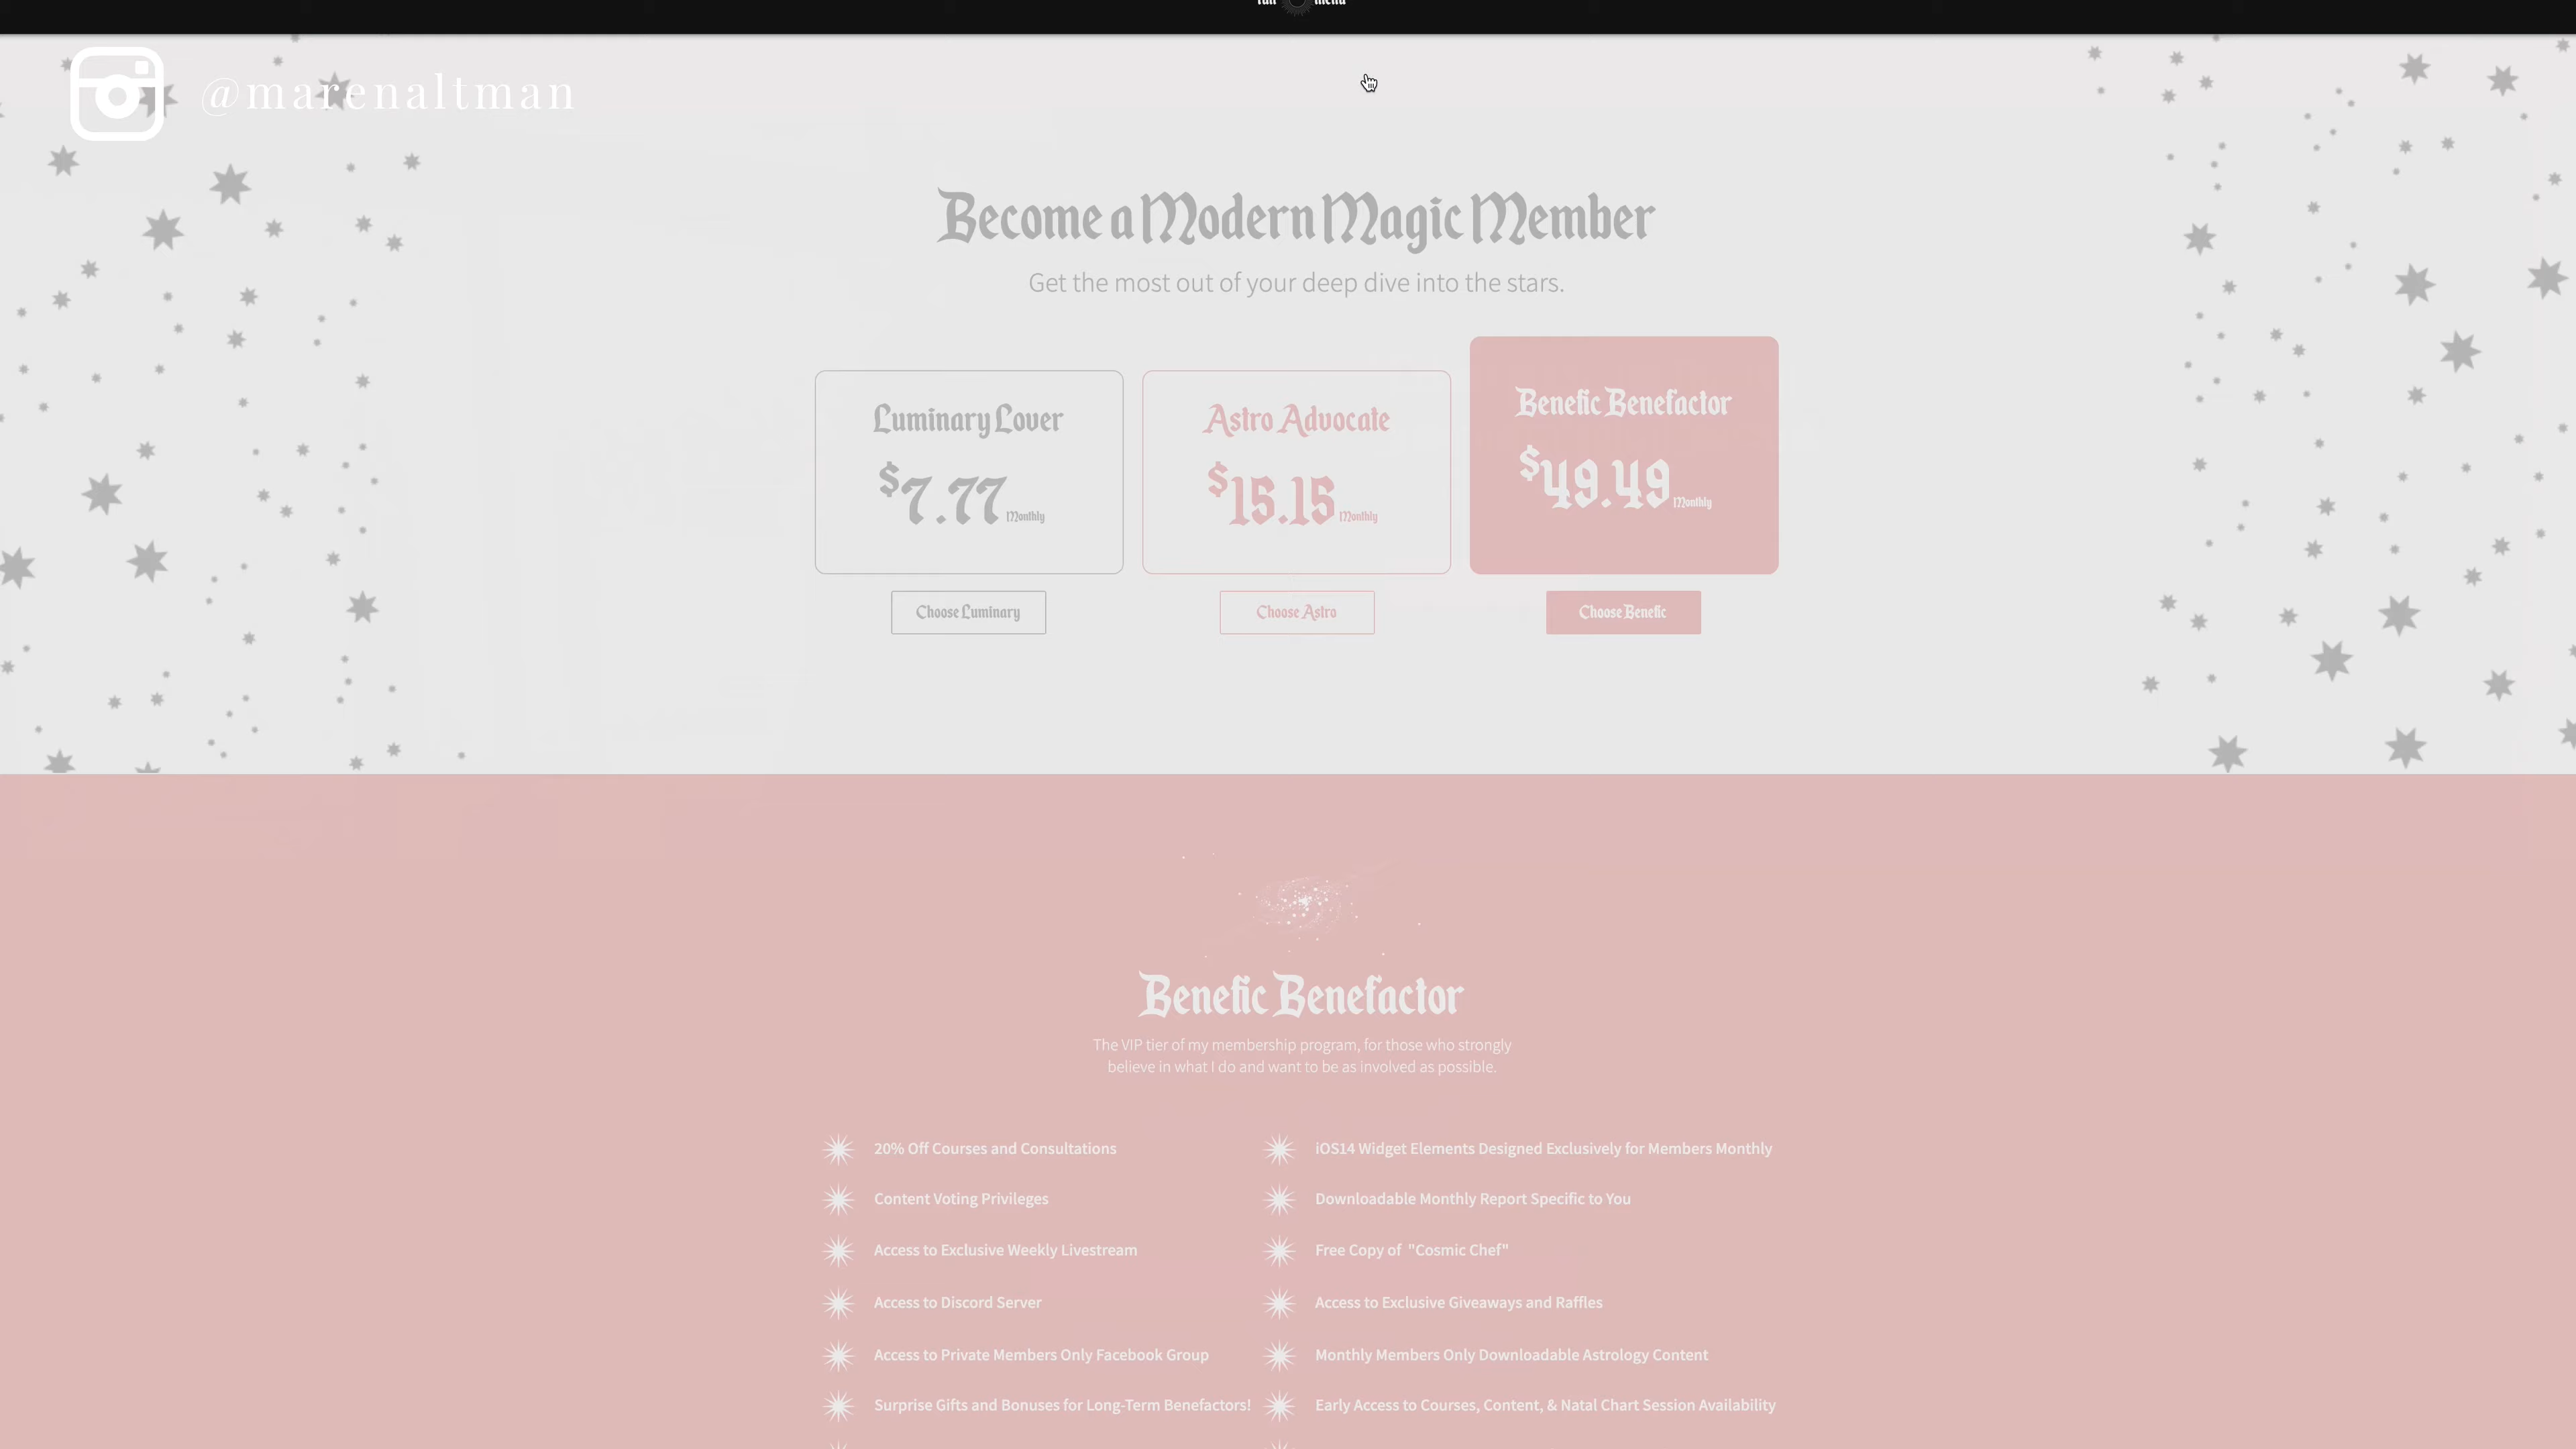 full menu
@marenaltman
Become a Modern Magic Member
Get the most out of your deep dive into the stars.
Luminary Lover
$7.77 Monthly
Choose Luminary
Astro Advocate
$15.15 Monthly
Choose Astro
Benefic Benefactor
$49.49 Monthly
Choose Benefic
Benefic Benefactor
The VIP tier of my membership program, for those who strongly
believe in what I do and want to be as involved as possible.
20% Off Courses and Consultations
Content Voting Privileges
Access to Exclusive Weekly Livestream
Access to Discord Server
Access to Private Members Only Facebook Group
Surprise Gifts and Bonuses for Long-Term Benefactors!
iOS14 Widget Elements Designed Exclusively for Members Monthly
Downloadable Monthly Report Specific to You
Free Copy of "Cosmic Chef"
Access to Exclusive Giveaways and Raffles
Monthly Members Only Downloadable Astrology Content
Early Access to Courses, Content, & Natal Chart Session Availability